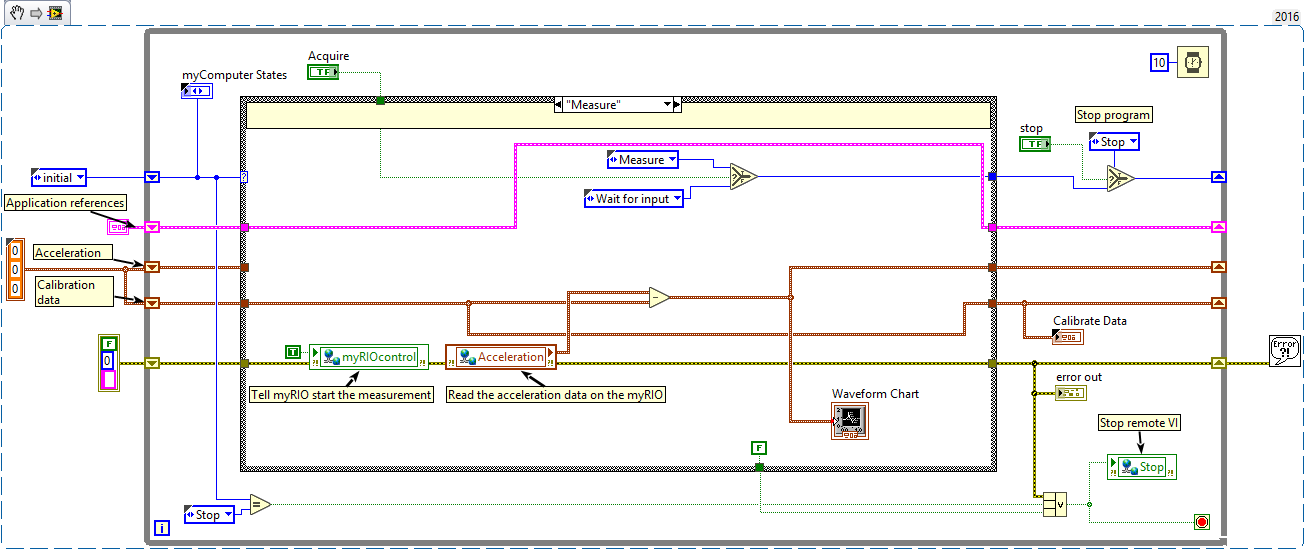 2016
Acquire
TF
10
myComputer States
"Measure"
Stop program
stop
TF
Stop
Measure
initial
?
?
T
F
?
T
F
Wait for input
Application references
Acceleration
0
0
0
Calibration
data
Calibrate Data
F
0
T
myRIOcontrol
Acceleration
Error
?!
error out
Tell myRIO start the measurement
Read the acceleration data on the myRIO
Waveform Chart
Stop remote VI
F
Stop
Stop
=
V
i